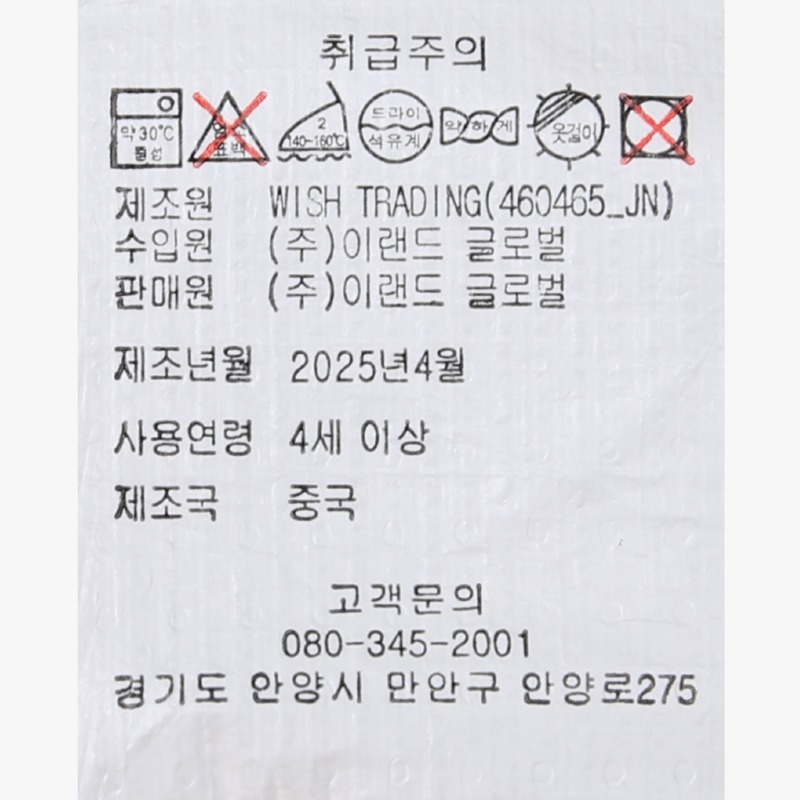 취급주의
약30℃ 중성
염소 표백
2 140-160℃
드라이 석유계
약하게
옷걸이
제조원 WISH TRADING(460465_JN)
수입원 (주)이랜드 글로벌
판매원 (주)이랜드 글로벌
제조년월 2025년4월
사용연령 4세 이상
제조국 중국
고객문의
080-345-2001
경기도 안양시 만안구 안양로275